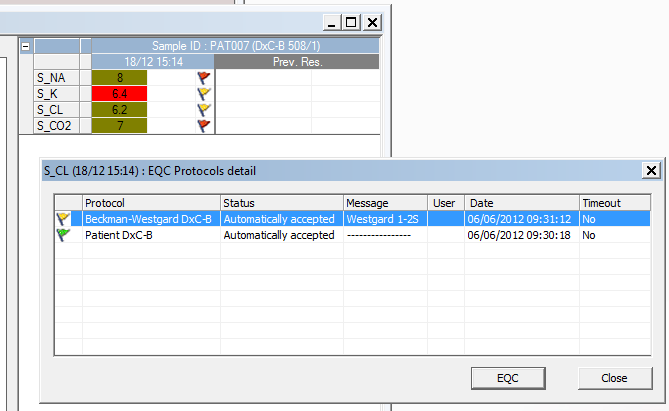 Sample ID : PAT007 (DxC-B 508/1)
18/12 15:14 Prev. Res.
S_NA 8
S_K 6.4
S_CL 6.2
S_CO2 7
S_CL (18/12 15:14) : EQC Protocols detail
Protocol Status Message User Date Timeout
Beckman-Westgard DxC-B Automatically accepted Westgard 1-2S 06/06/2012 09:31:12 No
Patient DxC-B Automatically accepted ---------------- 06/06/2012 09:30:18 No
EQC Close